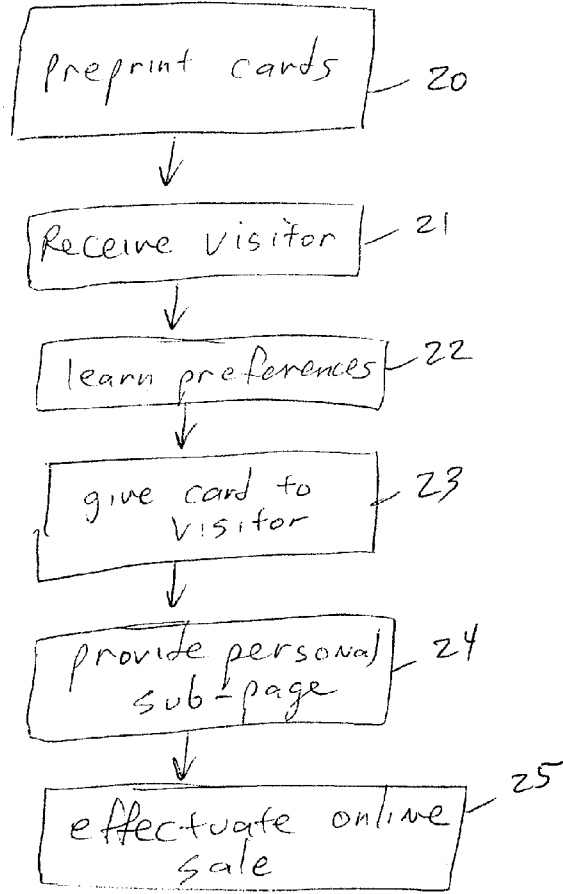 preprint cards
20
Receive visitor
21
learn preferences
22
give card to
visitor
23
provide personal
sub-page
24
effectuate online
sale
25